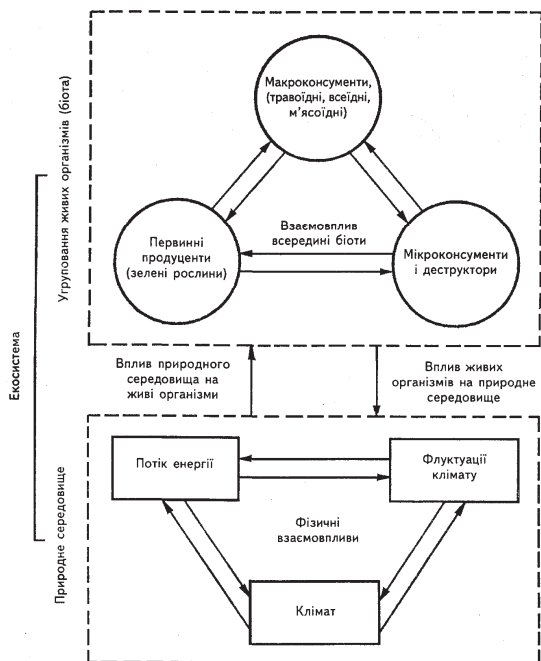 Макроконсументи,
(травоїдні, всеїдні,
м'ясоїдні)
Взаємовплив
всередині біоти
Первинні
продуценти
(зелені рослини)
Мікроконсументи
і деструктори
Угруповання живих організмів (біота)
Екосистема
Вплив природного
середовища на
живі організми
Вплив живих
організмів на природне
середовище
Потік енергії
Флуктуації
клімату
Фізичні
взаємовпливи
Клімат
Природне середовище